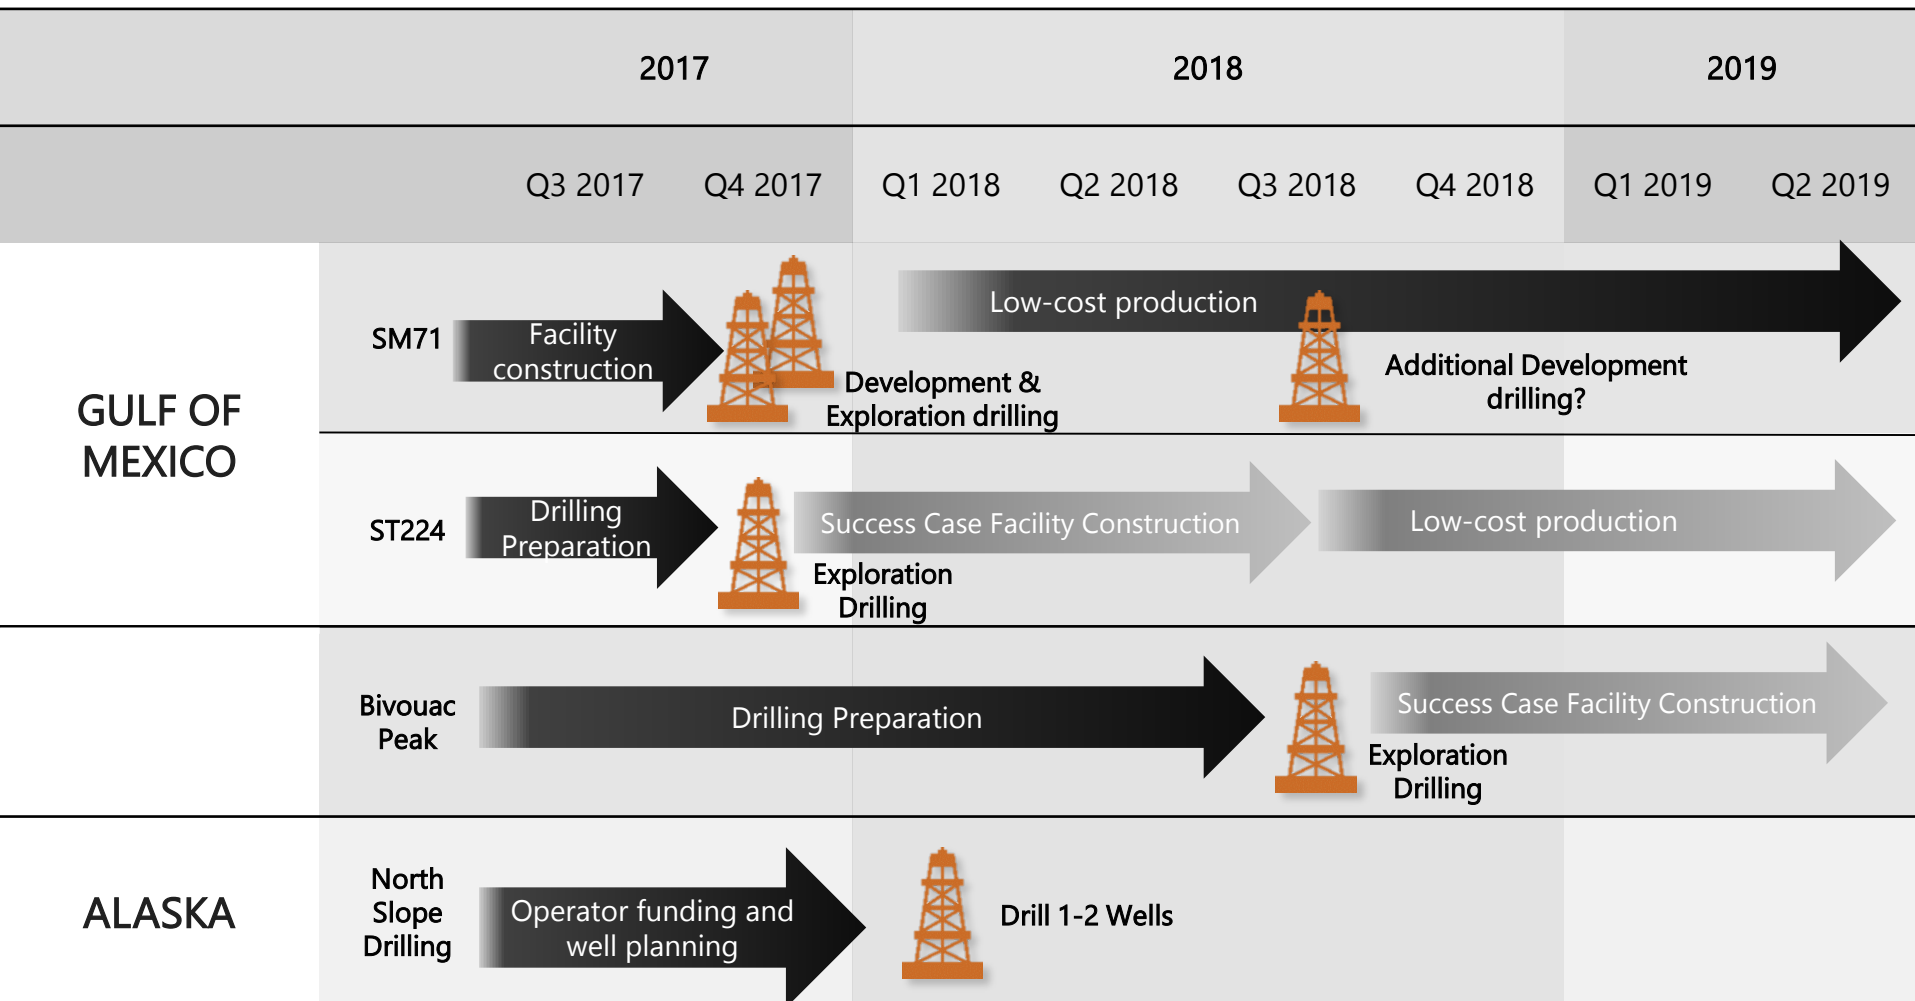 2017
2018
2019
Q3 2017
Q4 2017
Q1 2018
Q2 2018
Q3 2018
Q4 2018
Q1 2019
Q2 2019
GULF OF
MEXICO
SM71
Facility
construction
Development &
Exploration drilling
Low-cost production
Additional Development
drilling?
ST224
Drilling
Preparation
Exploration
Drilling
Success Case Facility Construction
Low-cost production
Bivouac
Peak
Drilling Preparation
Exploration
Drilling
Success Case Facility Construction
ALASKA
North
Slope
Drilling
Operator funding and
well planning
Drill 1-2 Wells